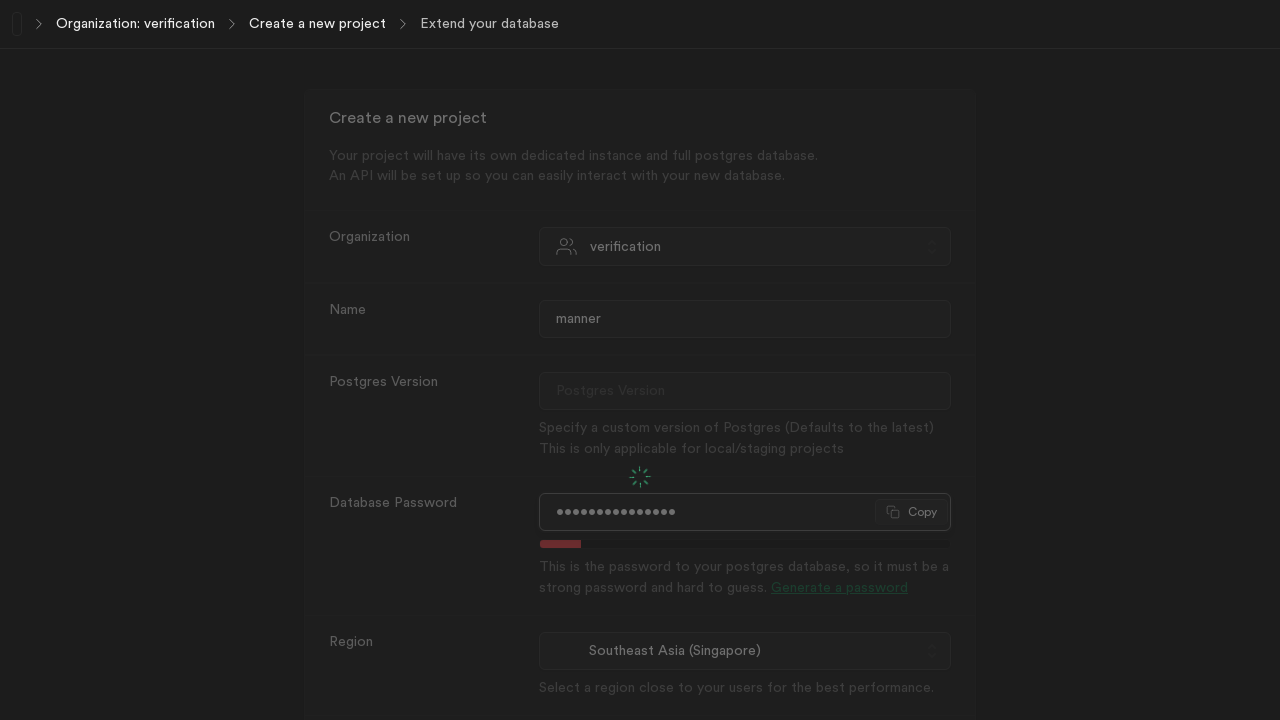 Organization: verification
Create a new project
Extend your database
Create a new project
Your project will have its own dedicated instance and full postgres database.
An API will be set up so you can easily interact with your new database.
Organization
verification
Name
manner
Postgres Version
Postgres Version
Specify a custom version of Postgres (Defaults to the latest)
This is only applicable for local/staging projects
Database Password
•••••••••••••••
Copy
This is the password to your postgres database, so it must be a
strong password and hard to guess. Generate a password
Region
Southeast Asia (Singapore)
Select a region close to your users for the best performance.